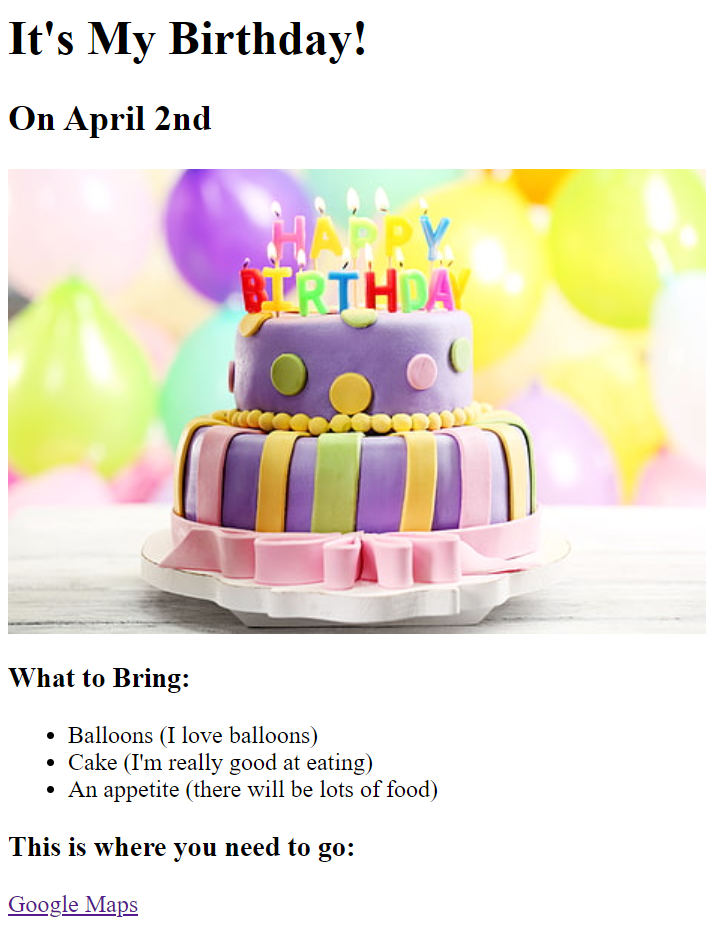 It's My Birthday!
On April 2nd
HAPPY
BIRTHDAY
What to Bring:
Balloons (I love balloons)
Cake (I'm really good at eating)
An appetite (there will be lots of food)
This is where you need to go:
Google Maps